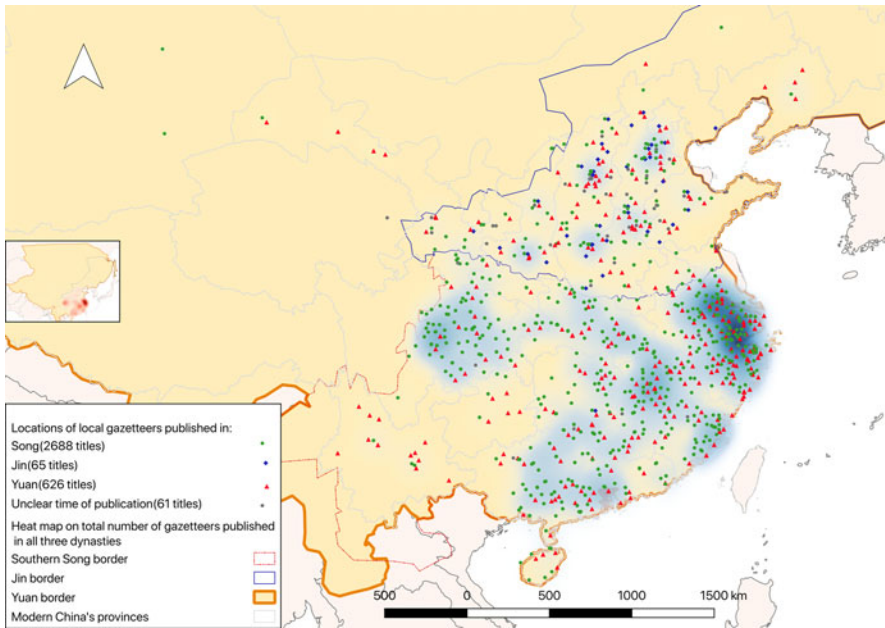 Locations of local gazetteers published in:
Song(2688 titles)
Jin(65 titles)
Yuan(626 titles)
Unclear time of publication(61 titles)
Heat map on total number of gazetteers published
in all three dynasties
Southern Song border
Jin border
Yuan border
Modern China's provinces
500 0 500 1000 1500 km